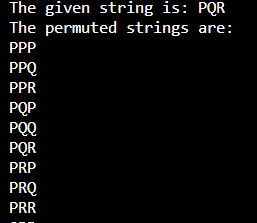 The given string is: PQR
The permuted strings are:
PPP
PPQ
PPR
PQP
PQQ
PQR
PRP
PRQ
PRR